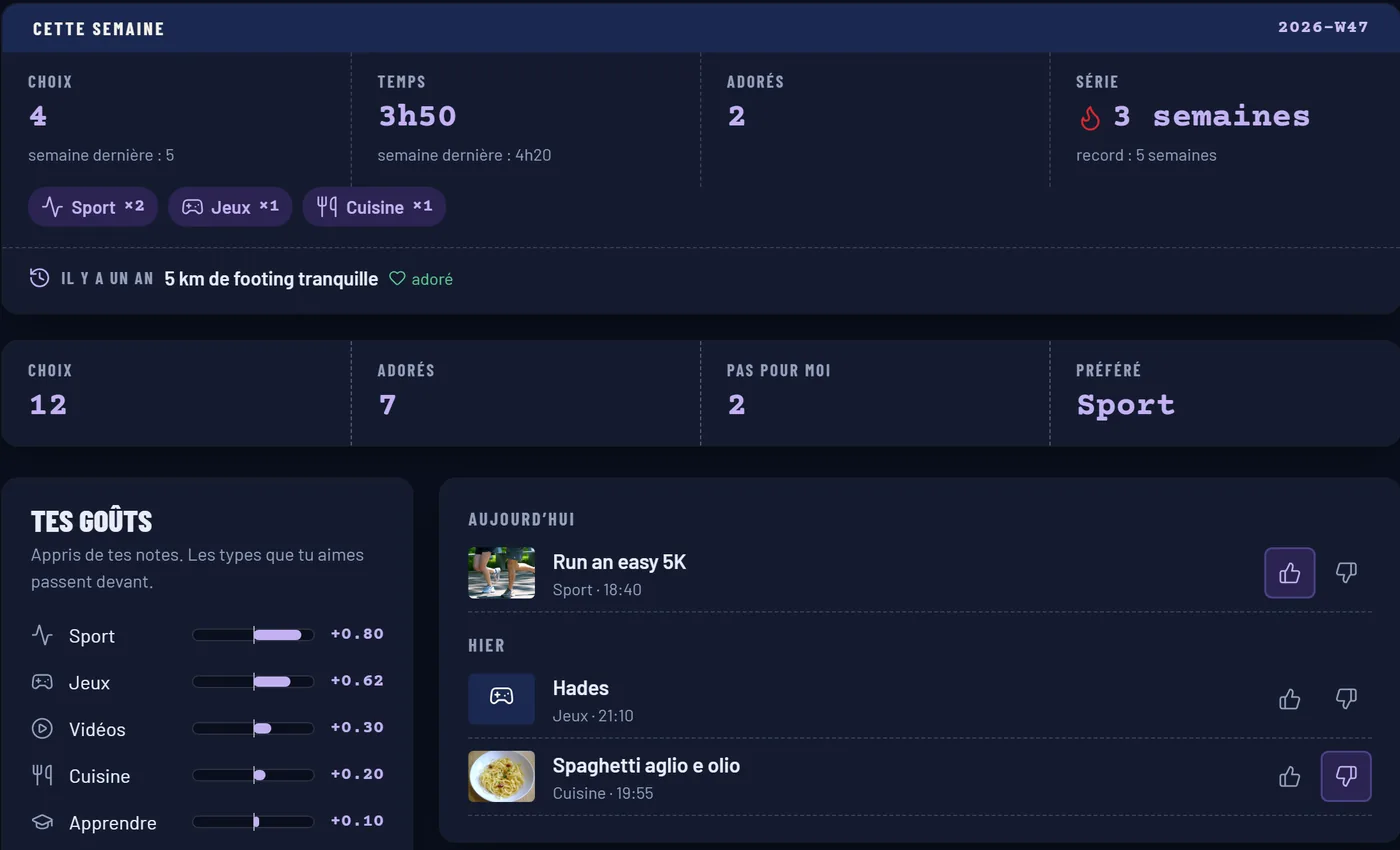 CETTE SEMAINE
2026-W47
CHOIX
4
semaine dernière : 5
TEMPS
3h50
semaine dernière : 4h20
ADORÉS
2
SÉRIE
3 semaines
record : 5 semaines
Sport ×2
Jeux ×1
Cuisine ×1
IL Y A UN AN 5 km de footing tranquille adoré
CHOIX
12
ADORÉS
7
PAS POUR MOI
2
PRÉFÉRÉ
Sport
TES GOÛTS
Appris de tes notes. Les types que tu aimes
passent devant.
Sport +0.80
Jeux +0.62
Vidéos +0.30
Cuisine +0.20
Apprendre +0.10
AUJOURD’HUI
Run an easy 5K
Sport · 18:40
HIER
Hades
Jeux · 21:10
Spaghetti aglio e olio
Cuisine · 19:55